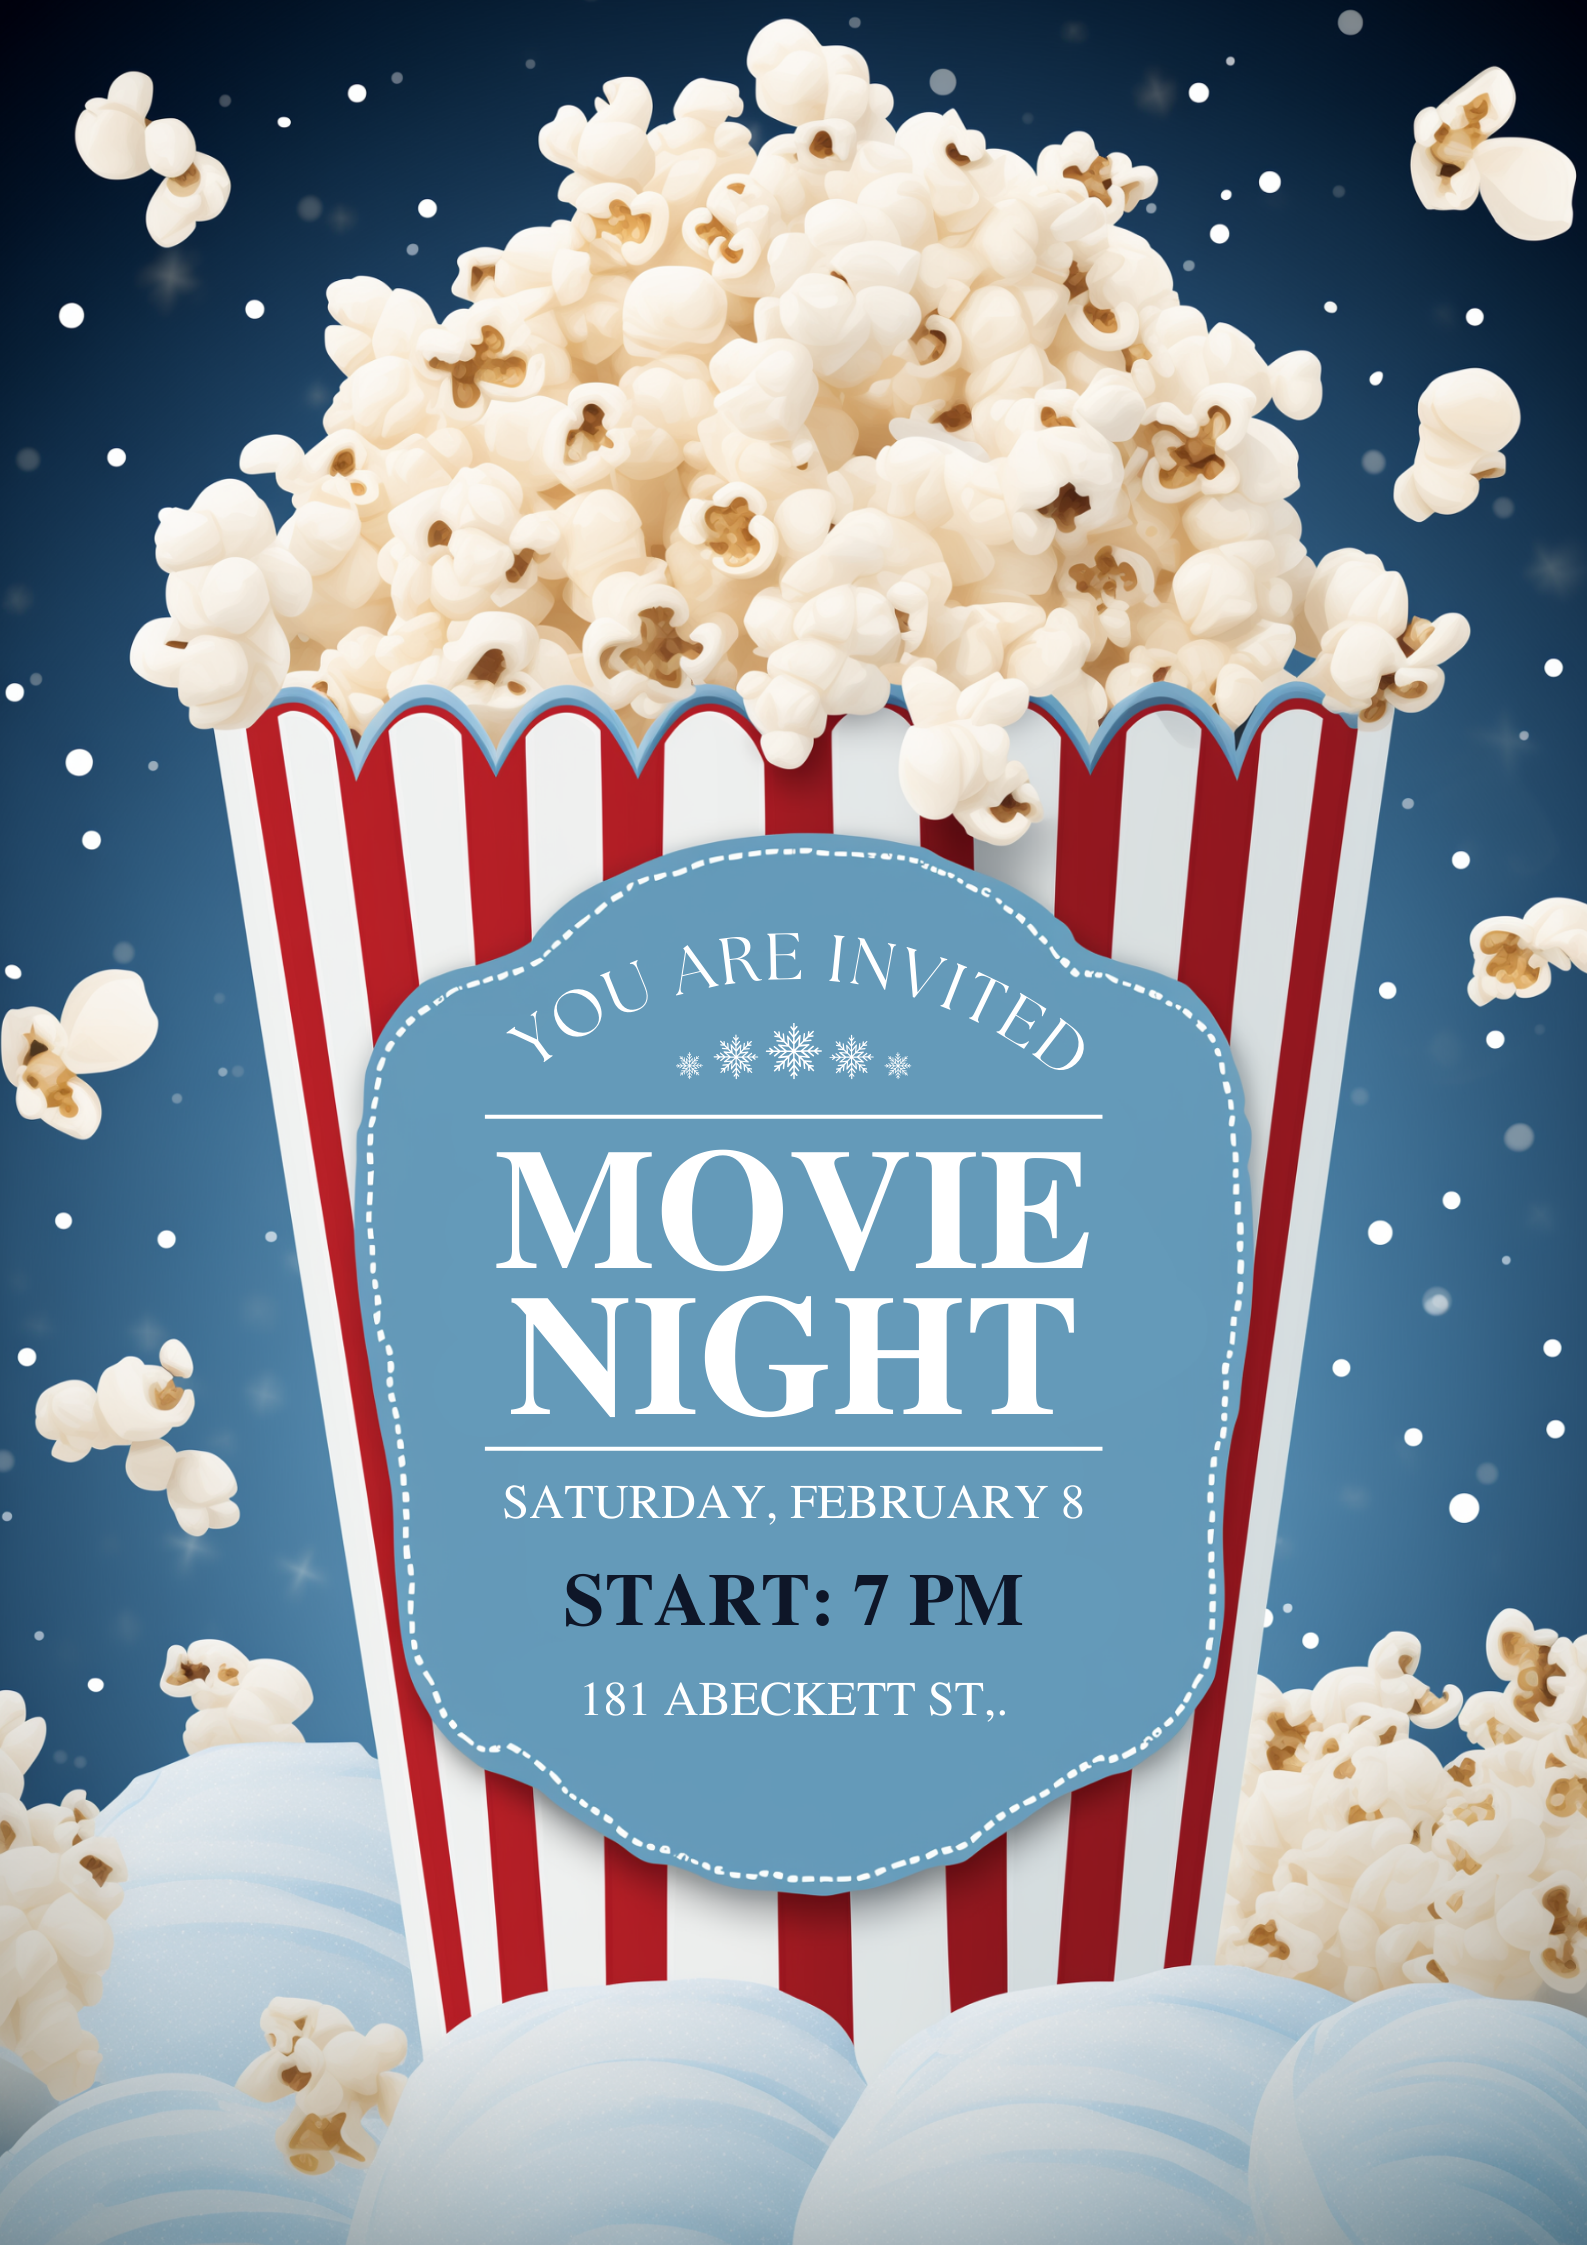 YOU ARE INVITED
MOVIE
NIGHT
SATURDAY, FEBRUARY 8
START: 7 PM
181 ABECKETT ST,.